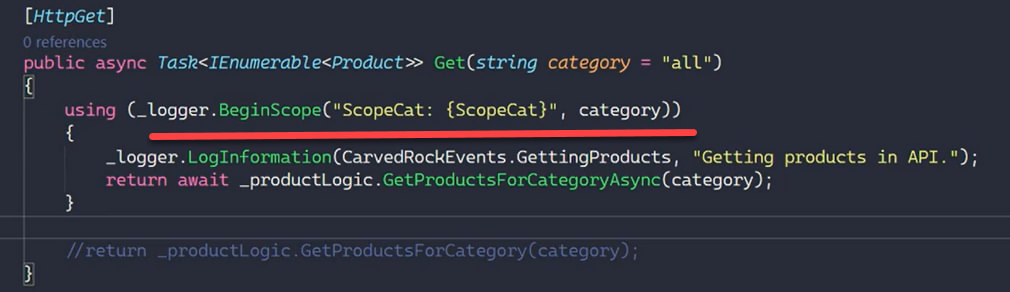 [HttpGet]
0 references
public async Task<IEnumerable<Product>> Get(string category = "all")
{
using (_logger.BeginScope("ScopeCat: {ScopeCat}", category))
{
_logger.LogInformation(CarvedRockEvents.GettingProducts, "Getting products in API.");
return await _productLogic.GetProductsForCategoryAsync(category);
}
//return _productLogic.GetProductsForCategory(category);
}